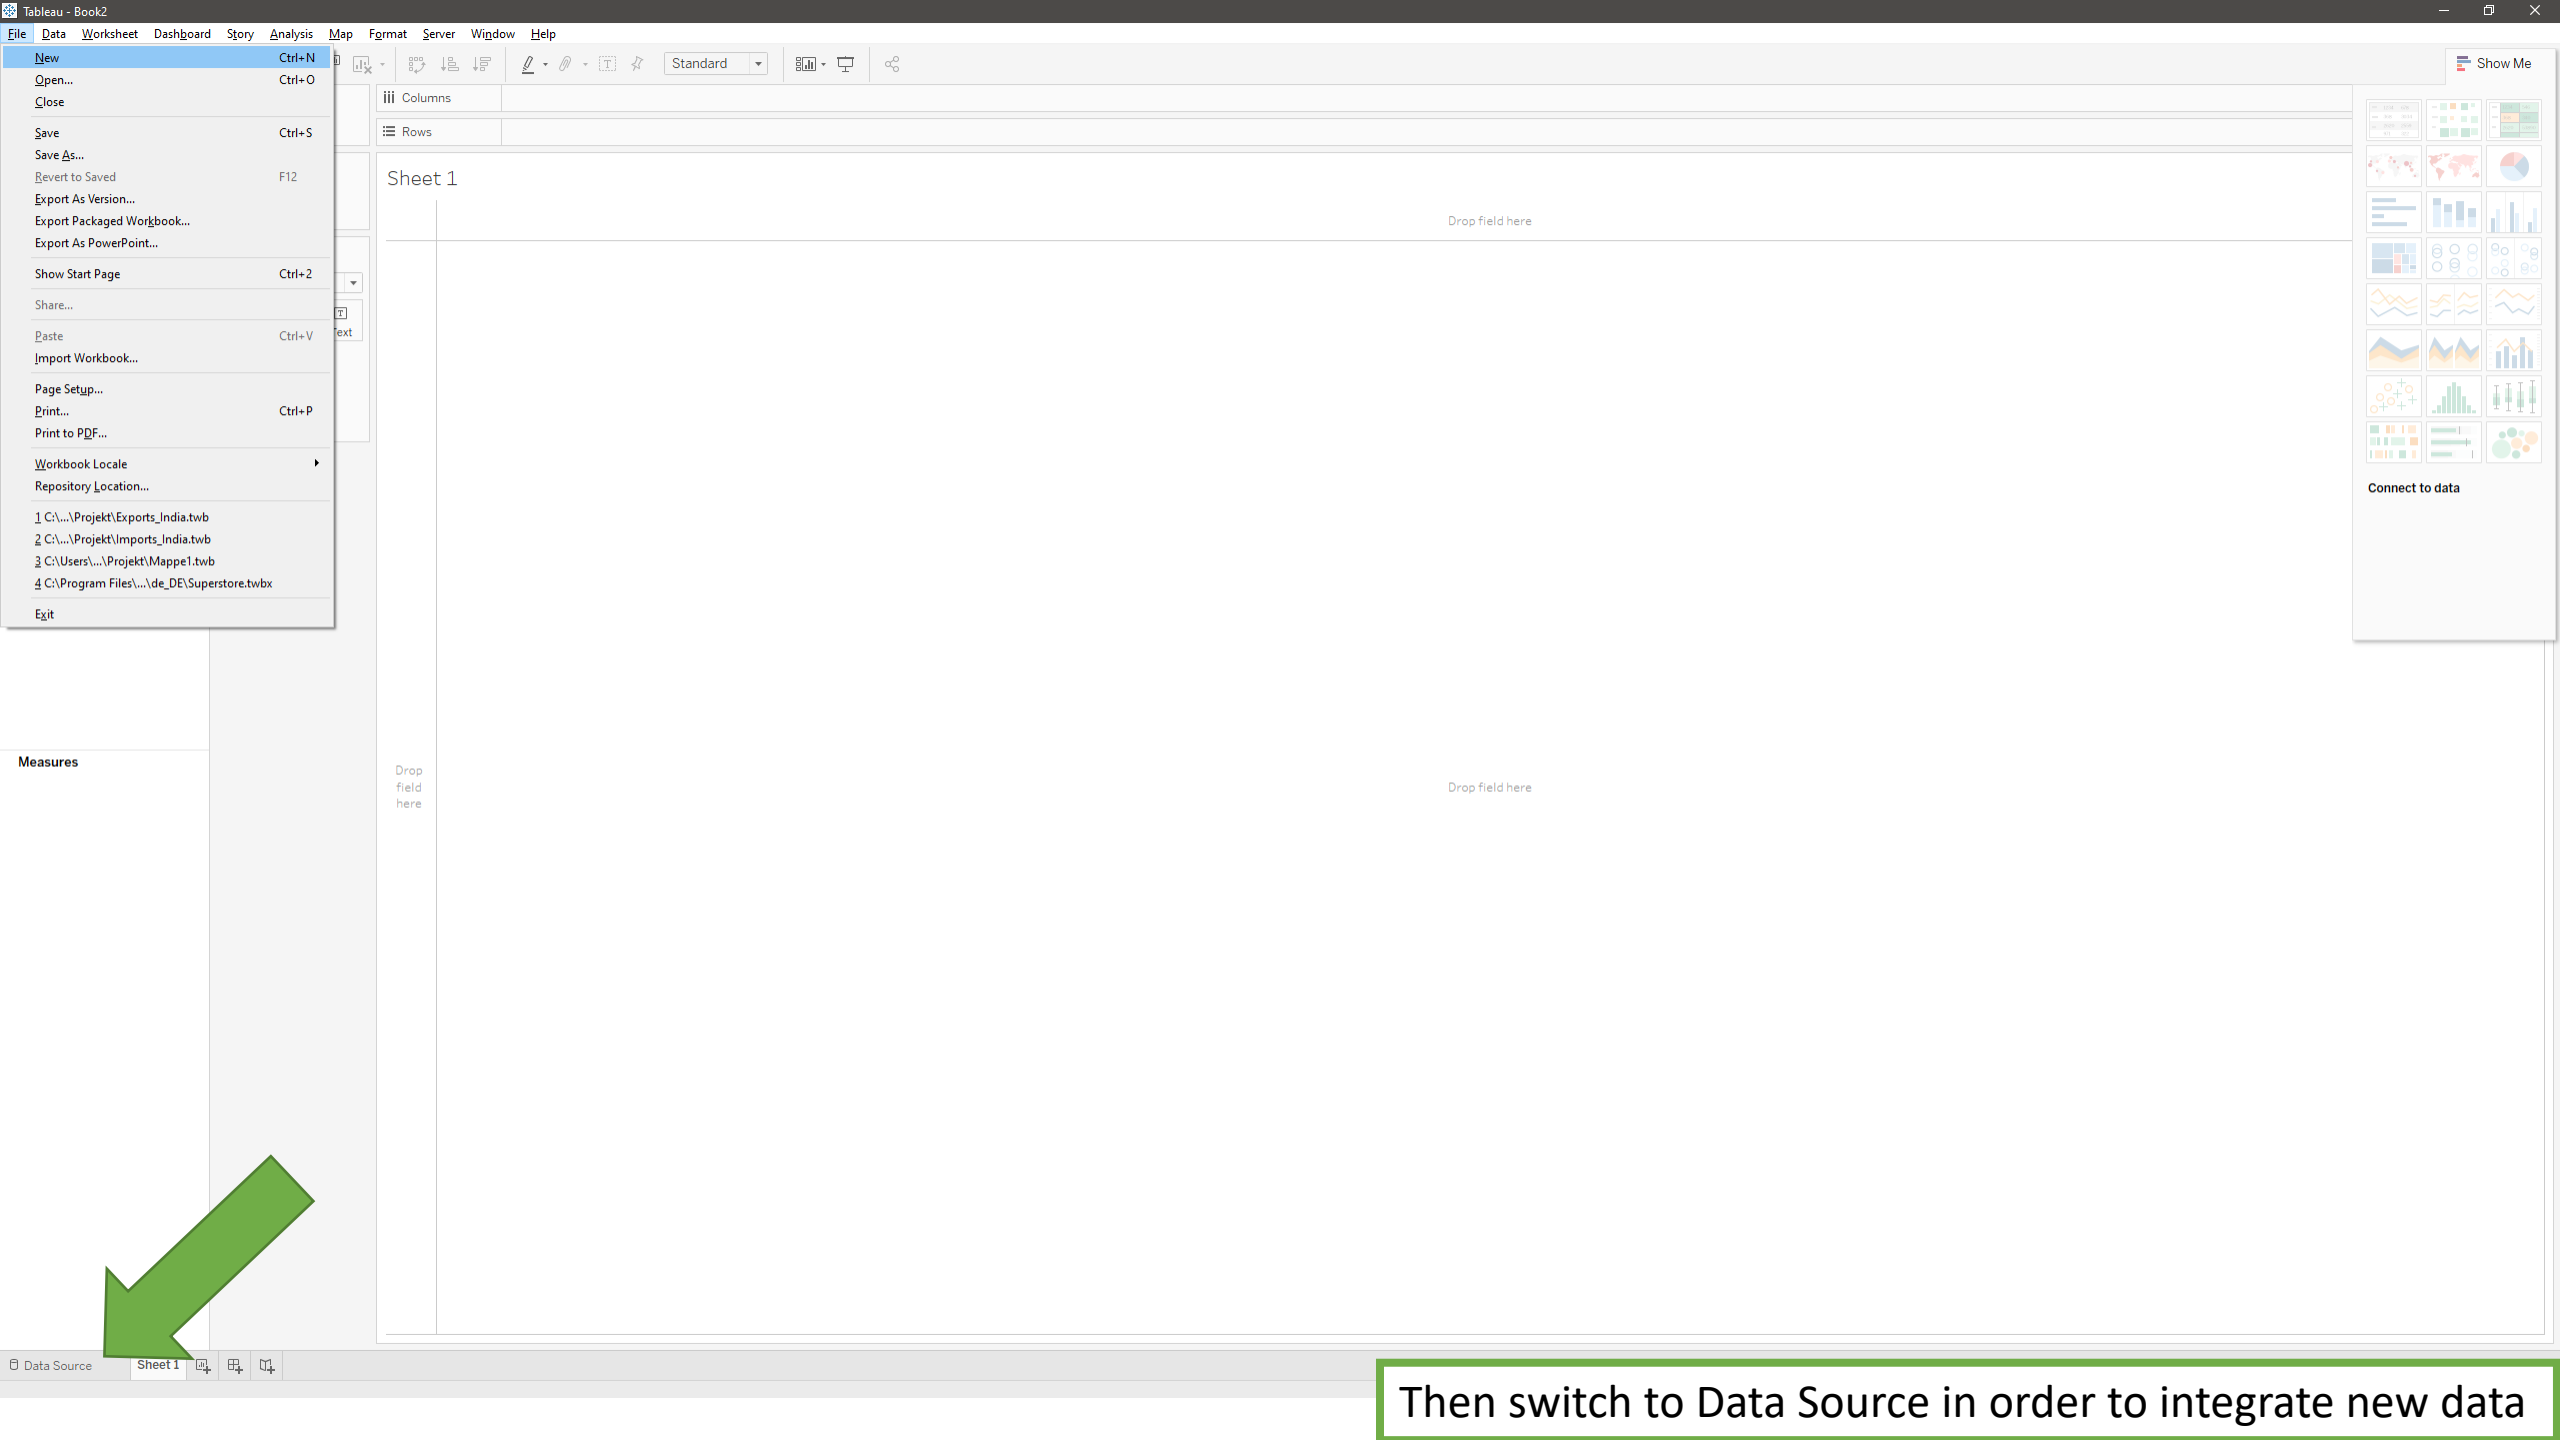 Tableau - Book2
File Data Worksheet Dashboard Story Analysis Map Format Server Window Help
New Ctrl+N
Open... Ctrl+O
Close
Save Ctrl+S
Save As...
Revert to Saved F12
Export As Version...
Export Packaged Workbook...
Export As PowerPoint...
Show Start Page Ctrl+2
Share...
Paste Ctrl+V
Import Workbook...
Page Setup...
Print... Ctrl+P
Print to PDF...
Workbook Locale
Repository Location...
1 C:\...\Projekt\Exports_India.twb
2 C:\...\Projekt\Imports_India.twb
3 C:\Users\...\Projekt\Mappe1.twb
4 C:\Program Files\...\de_DE\Superstore.twbx
Exit
Standard
Show Me
Columns
Rows
Sheet 1
Drop field here
Connect to data
Measures
Drop
field
here
Drop field here
Data Source Sheet 1
Then switch to Data Source in order to integrate new data